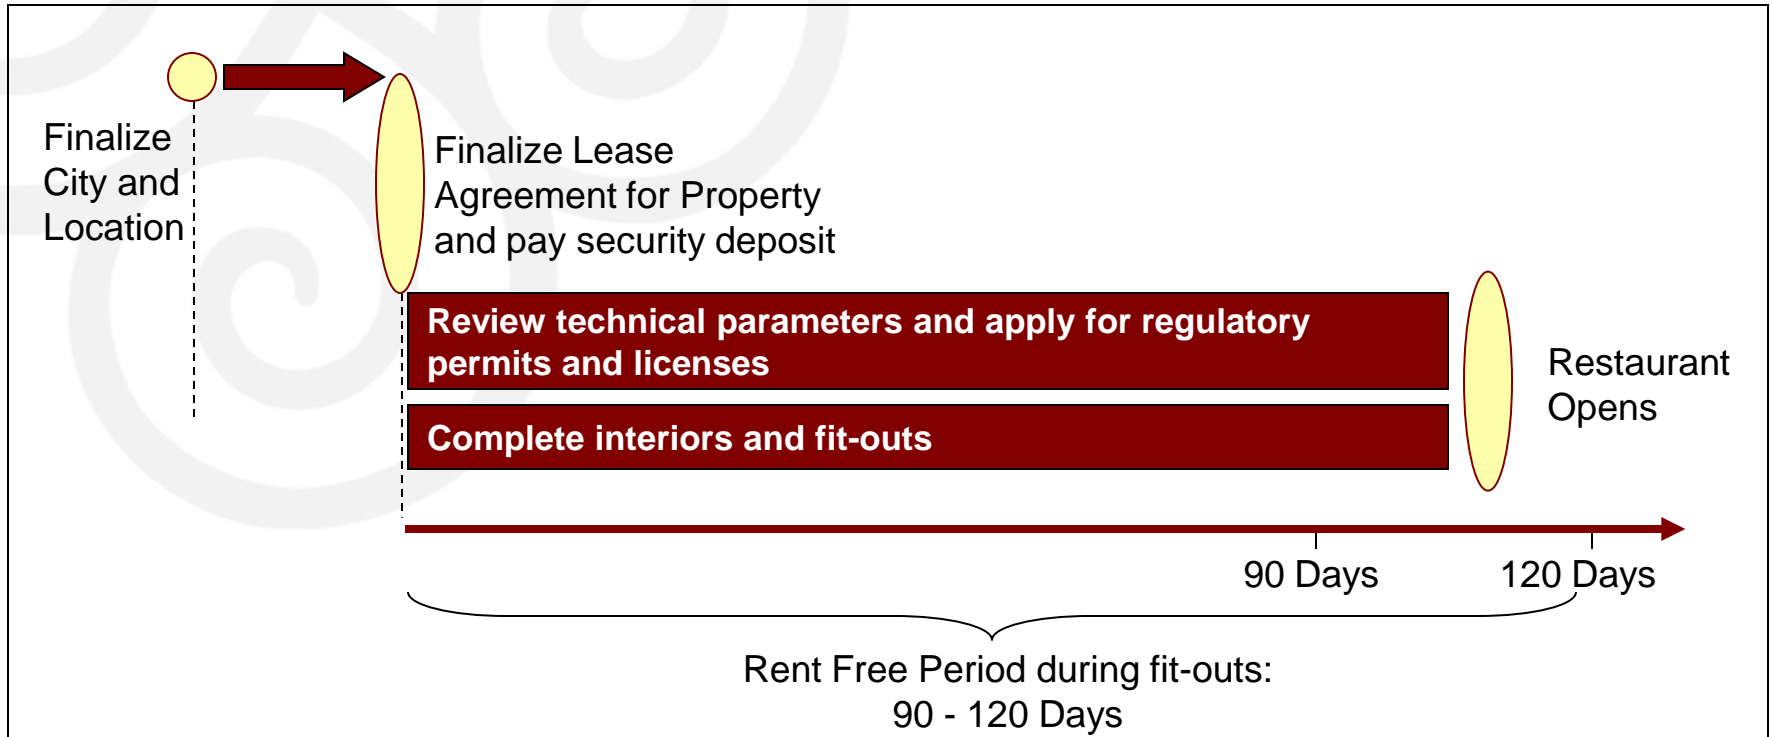 Finalize
City and
Location
Finalize Lease
Agreement for Property
and pay security deposit
Review technical parameters and apply for regulatory
permits and licenses
Complete interiors and fit-outs
Restaurant
Opens
90 Days
120 Days
Rent Free Period during fit-outs:
90 - 120 Days